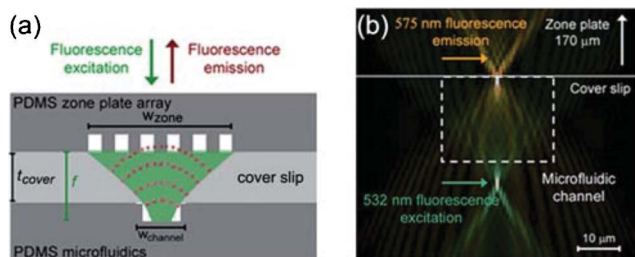 (a)
Fluorescence
excitation
Fluorescence
emission
PDMS zone plate array
wzone
tcover
f
cover slip
wchannel
PDMS microfluidics
(b)
575 nm fluorescence
emission
Zone plate
170 μm
Cover slip
Microfluidic
channel
532 nm fluorescence
excitation
10 μm